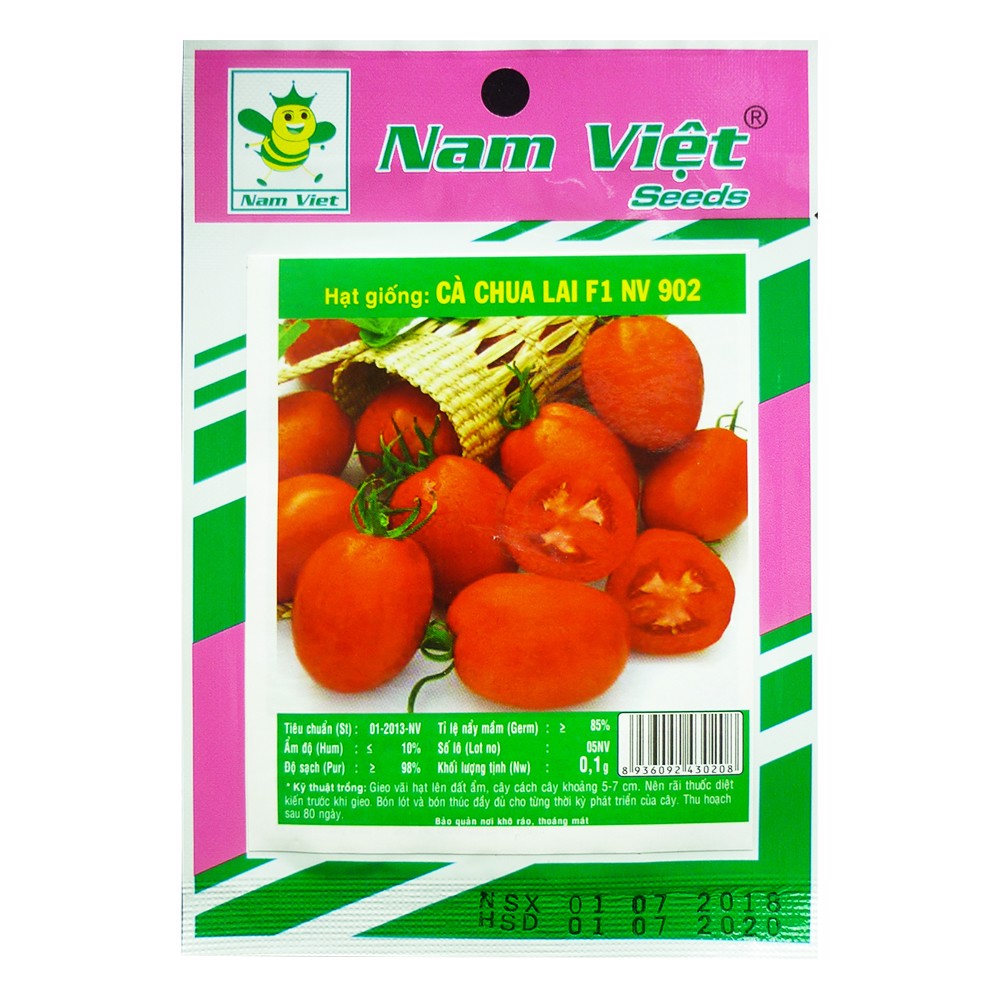 Nam Việt®
Seeds
Nam Viet
Hạt giống: CÀ CHUA LAI F1 NV 902
Tiêu chuẩn (St) : 01-2013-NV Tỉ lệ nẩy mầm (Germ) : ≥ 85%
Ẩm độ (Hum) : ≤ 10% Số lô (Lot no) : 05NV
Độ sạch (Pur) : ≥ 98% Khối lượng tịnh (Nw) : 0,1g
8 936092 430208
* Kỹ thuật trồng: Gieo vãi hạt lên đất ẩm, cây cách cây khoảng 5-7 cm. Nên rãi thuốc diệt
kiến trước khi gieo. Bón lót và bón thúc đầy đủ cho từng thời kỳ phát triển của cây. Thu hoạch
sau 80 ngày.
Bảo quản nơi khô ráo, thoáng mát
NSX 01 07 2018
HSD 01 07 2020